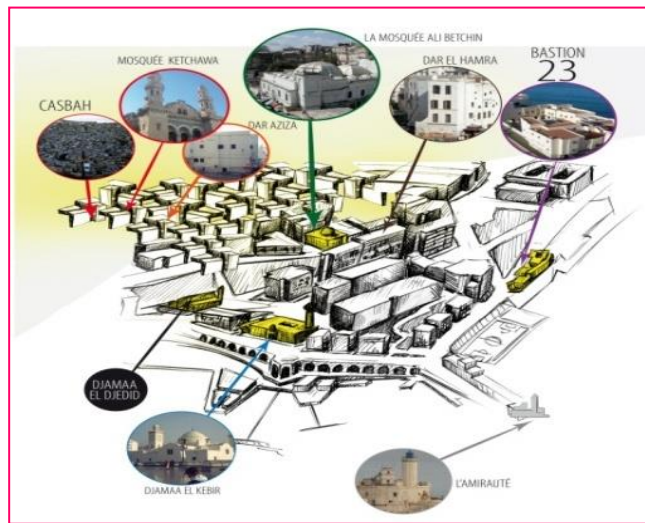 LA MOSQUÉE ALI BETCHIN
BASTION
23
MOSQUÉE KETCHAWA
DAR EL HAMRA
CASBAH
DAR AZIZA
DJAMAA
EL DJEDID
DJAMAA EL KEBIR
L'AMIRAUTÉ